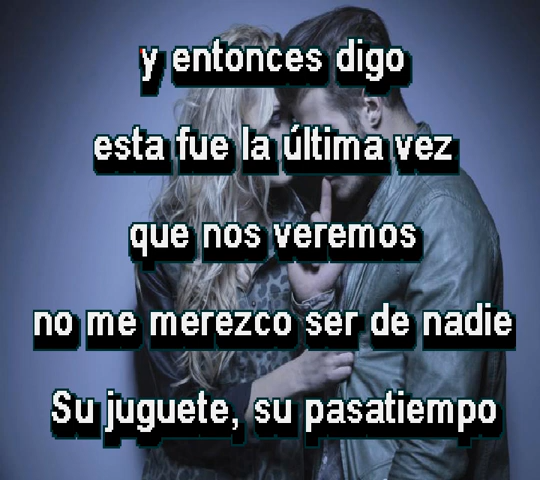 y entonces digo
esta fue la última vez
que nos veremos
no me merezco ser de nadie
Su juguete, su pasatiempo